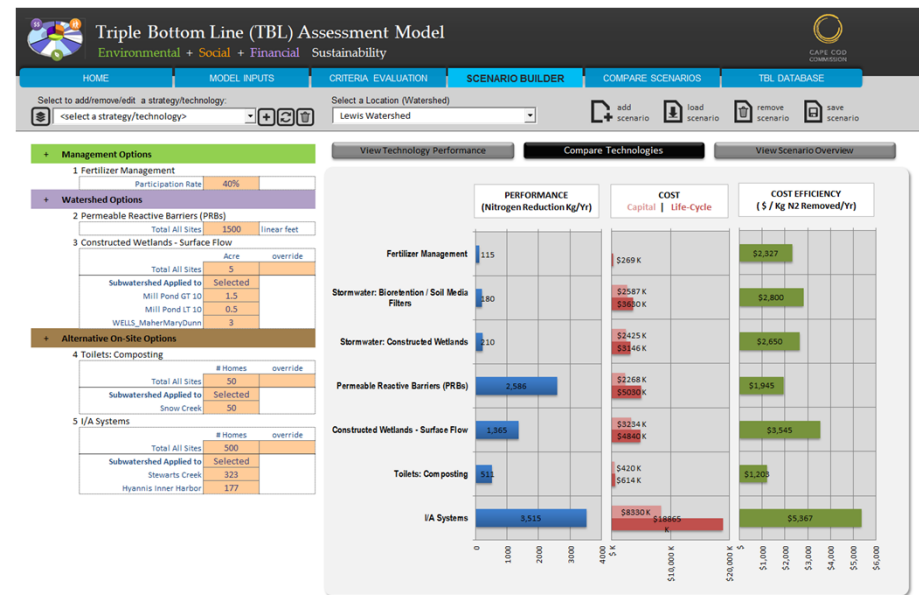 Triple Bottom Line (TBL) Assessment Model
Environmental + Social + Financial Sustainability
CAPE COD
COMMISSION
HOME MODEL INPUTS CRITERIA EVALUATION SCENARIO BUILDER COMPARE SCENARIOS TBL DATABASE
Select to add/remove/edit a strategy/technology:
<select a strategy/technology>
Select a Location (Watershed)
Lewis Watershed
add scenario
load scenario
remove scenario
save scenario
+ Management Options
1 Fertilizer Management
Participation Rate 40%
+ Watershed Options
2 Permeable Reactive Barriers (PRBs)
Total All Sites 1500 linear feet
3 Constructed Wetlands - Surface Flow
Acre override
Total All Sites 5
Subwatershed Applied to Selected
Mill Pond GT 10 1.5
Mill Pond LT 10 0.5
WELLS_MaherMaryDunn 3
+ Alternative On-Site Options
4 Toilets: Composting
# Homes override
Total All Sites 50
Subwatershed Applied to Selected
Snow Creek 50
5 I/A Systems
# Homes override
Total All Sites 500
Subwatershed Applied to Selected
Stewarts Creek 323
Hyannis Inner Harbor 177
View Technology Performance Compare Technologies View Scenario Overview
PERFORMANCE
(Nitrogen Reduction Kg/Yr)
COST
Capital | Life-Cycle
COST EFFICIENCY
( $ / Kg N2 Removed/Yr)
Fertilizer Management 115 $269 K $2,327
Stormwater: Bioretention / Soil Media
Filters
180 $2587 K $3630 K $2,800
Stormwater: Constructed Wetlands 210 $2425 K $3146 K $2,650
Permeable Reactive Barriers (PRBs) 2,586 $2268 K $5030 K $1,945
Constructed Wetlands - Surface Flow 1,365 $3234 K $4840 K $3,545
Toilets: Composting 511 $420 K $614 K $1,203
I/A Systems 3,515 $8330 K $18865 K $5,367
0 1000 2000 3000 4000
$ K $10,000 K $20,000 K
$ $1,000 $2,000 $3,000 $4,000 $5,000 $6,000